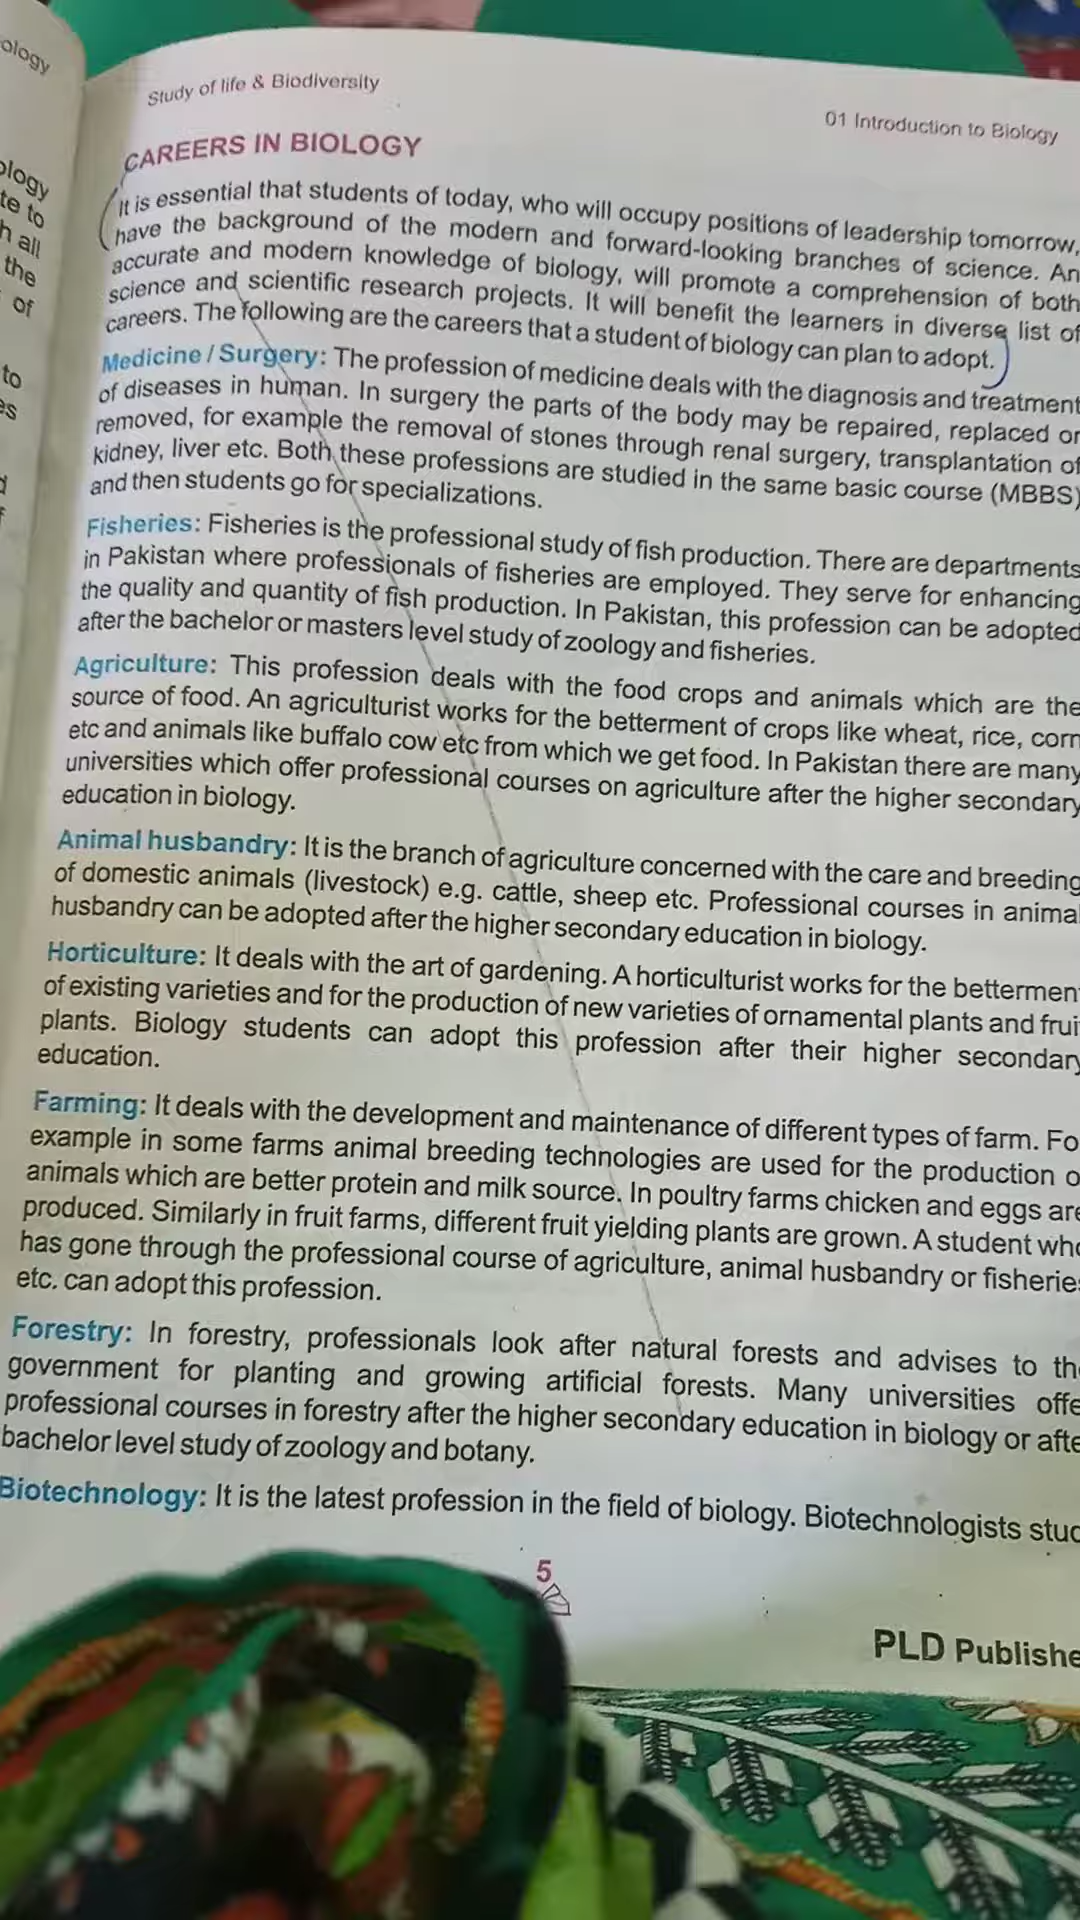 ology
ology
te to
h all
the
of
to
es
Study of life & Biodiversity
01 Introduction to Biology
CAREERS IN BIOLOGY
It is essential that students of today, who will occupy positions of leadership tomorrow,
have the background of the modern and forward-looking branches of science. An
accurate and modern knowledge of biology, will promote a comprehension of both
science and scientific research projects. It will benefit the learners in diverse list of
careers. The following are the careers that a student of biology can plan to adopt.
Medicine / Surgery: The profession of medicine deals with the diagnosis and treatment
of diseases in human. In surgery the parts of the body may be repaired, replaced or
removed, for example the removal of stones through renal surgery, transplantation of
kidney, liver etc. Both these professions are studied in the same basic course (MBBS)
and then students go for specializations.
Fisheries: Fisheries is the professional study of fish production. There are departments
in Pakistan where professionals of fisheries are employed. They serve for enhancing
the quality and quantity of fish production. In Pakistan, this profession can be adopted
after the bachelor or masters level study of zoology and fisheries.
Agriculture: This profession deals with the food crops and animals which are the
source of food. An agriculturist works for the betterment of crops like wheat, rice, corn
etc and animals like buffalo cow etc from which we get food. In Pakistan there are many
universities which offer professional courses on agriculture after the higher secondary
education in biology.
Animal husbandry: It is the branch of agriculture concerned with the care and breeding
of domestic animals (livestock) e.g. cattle, sheep etc. Professional courses in animal
husbandry can be adopted after the higher secondary education in biology.
Horticulture: It deals with the art of gardening. A horticulturist works for the bettermen
of existing varieties and for the production of new varieties of ornamental plants and frui
plants. Biology students can adopt this profession after their higher secondary
education.
Farming: It deals with the development and maintenance of different types of farm. Fo
example in some farms animal breeding technologies are used for the production o
animals which are better protein and milk source. In poultry farms chicken and eggs are
produced. Similarly in fruit farms, different fruit yielding plants are grown. A student who
has gone through the professional course of agriculture, animal husbandry or fisherie
etc. can adopt this profession.
Forestry: In forestry, professionals look after natural forests and advises to th
government for planting and growing artificial forests. Many universities offe
professional courses in forestry after the higher secondary education in biology or afte
bachelor level study of zoology and botany.
Biotechnology: It is the latest profession in the field of biology. Biotechnologists stud
5
PLD Publishe